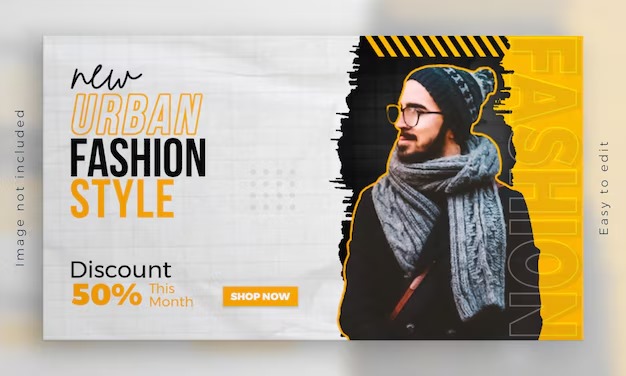 new
URBAN
FASHION
STYLE
Discount
50% This
Month
SHOP NOW
FASHION
Image not included
Easy to edit